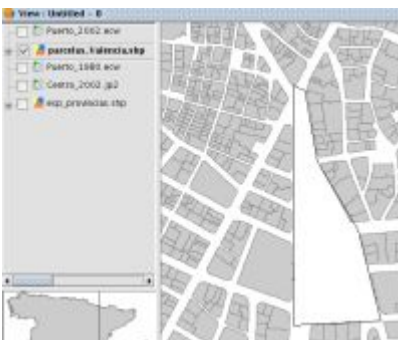 View : Untitled - 0
Puerto_2002.ecw
parcelas_Valencia.shp
Puerto_1980.ecw
Centro_2002.jp2
esp_provincias.shp